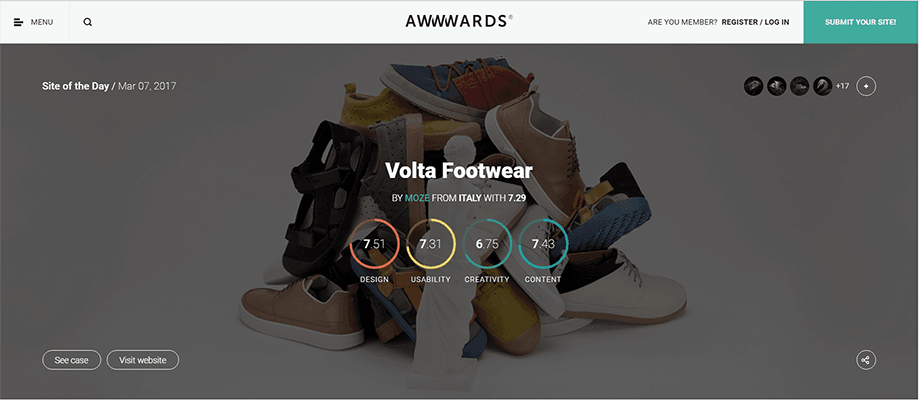 MENU
AWWWARDS®
ARE YOU MEMBER? REGISTER / LOG IN
SUBMIT YOUR SITE!
Site of the Day / Mar 07, 2017
+17
+
Volta Footwear
BY MOZE FROM ITALY WITH 7.29
7.51 7.31 6.75 7.43
DESIGN USABILITY CREATIVITY CONTENT
See case Visit website